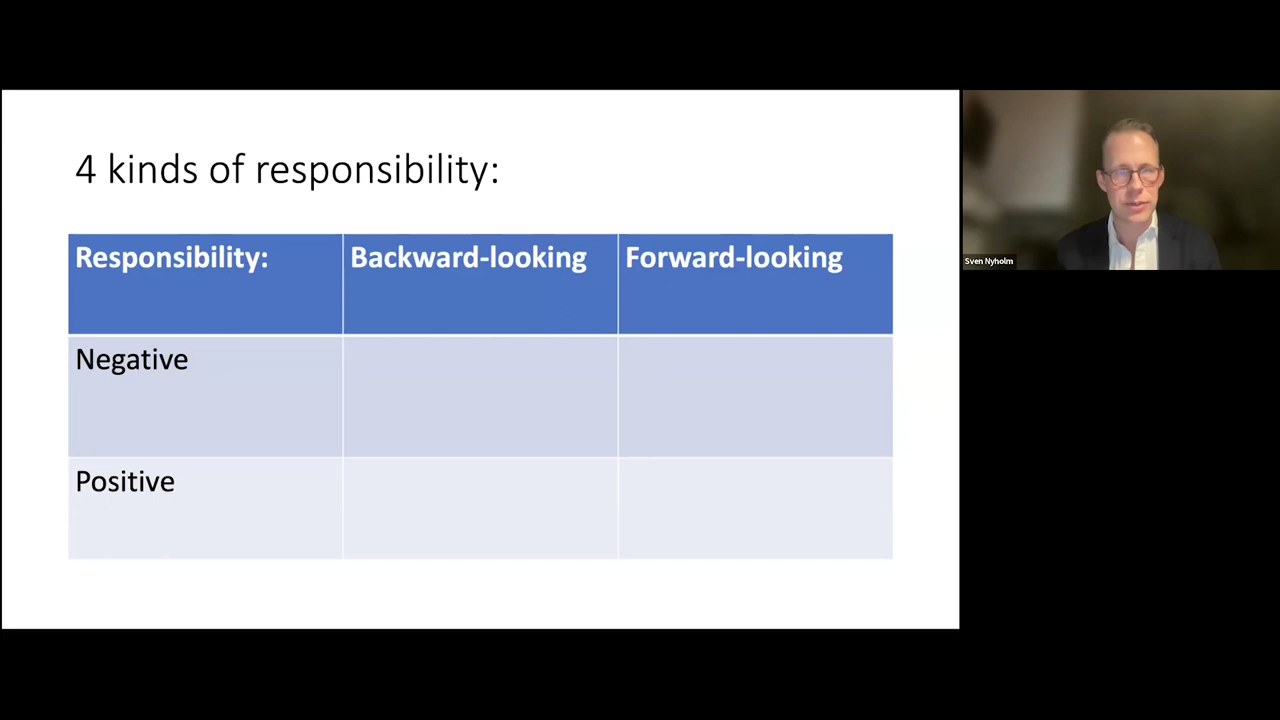 4 kinds of responsibility:
Responsibility: Backward-looking Forward-looking
Negative
Positive
Sven Nyholm